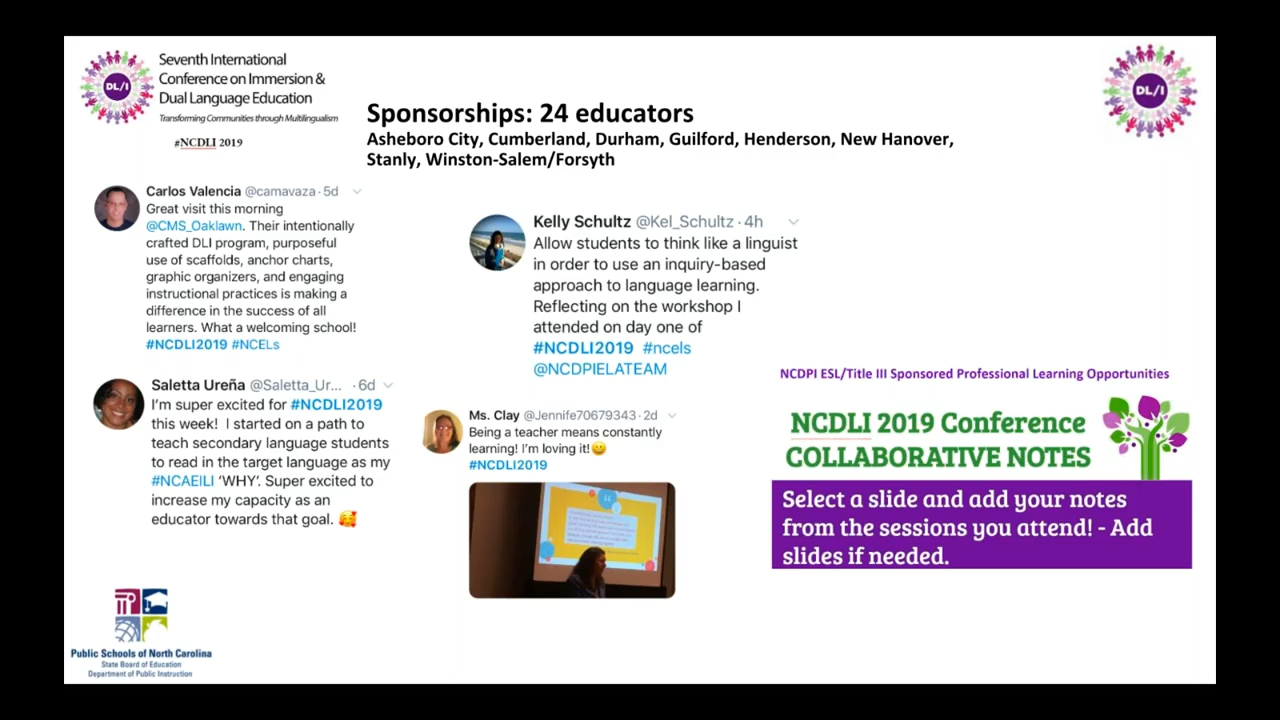 DL/I
Seventh International
Conference on Immersion &
Dual Language Education
Transforming Communities through Multilingualism
#NCDLI 2019
DL/I
Sponsorships: 24 educators
Asheboro City, Cumberland, Durham, Guilford, Henderson, New Hanover,
Stanly, Winston-Salem/Forsyth
Carlos Valencia @camavaza · 5d
Great visit this morning
@CMS_Oaklawn. Their intentionally
crafted DLI program, purposeful
use of scaffolds, anchor charts,
graphic organizers, and engaging
instructional practices is making a
difference in the success of all
learners. What a welcoming school!
#NCDLI2019 #NCELs
Saletta Ureña @Saletta_Ur... · 6d
I'm super excited for #NCDLI2019
this week! I started on a path to
teach secondary language students
to read in the target language as my
#NCAEILI 'WHY'. Super excited to
increase my capacity as an
educator towards that goal. 🥰
Kelly Schultz @Kel_Schultz · 4h
Allow students to think like a linguist
in order to use an inquiry-based
approach to language learning.
Reflecting on the workshop I
attended on day one of
#NCDLI2019 #ncels
@NCDPIELATEAM
Ms. Clay @Jennife70679343 · 2d
Being a teacher means constantly
learning! I'm loving it!😀
#NCDLI2019
NCDPI ESL/Title III Sponsored Professional Learning Opportunities
NCDLI 2019 Conference
COLLABORATIVE NOTES
Select a slide and add your notes
from the sessions you attend! - Add
slides if needed.
Public Schools of North Carolina
State Board of Education
Department of Public Instruction